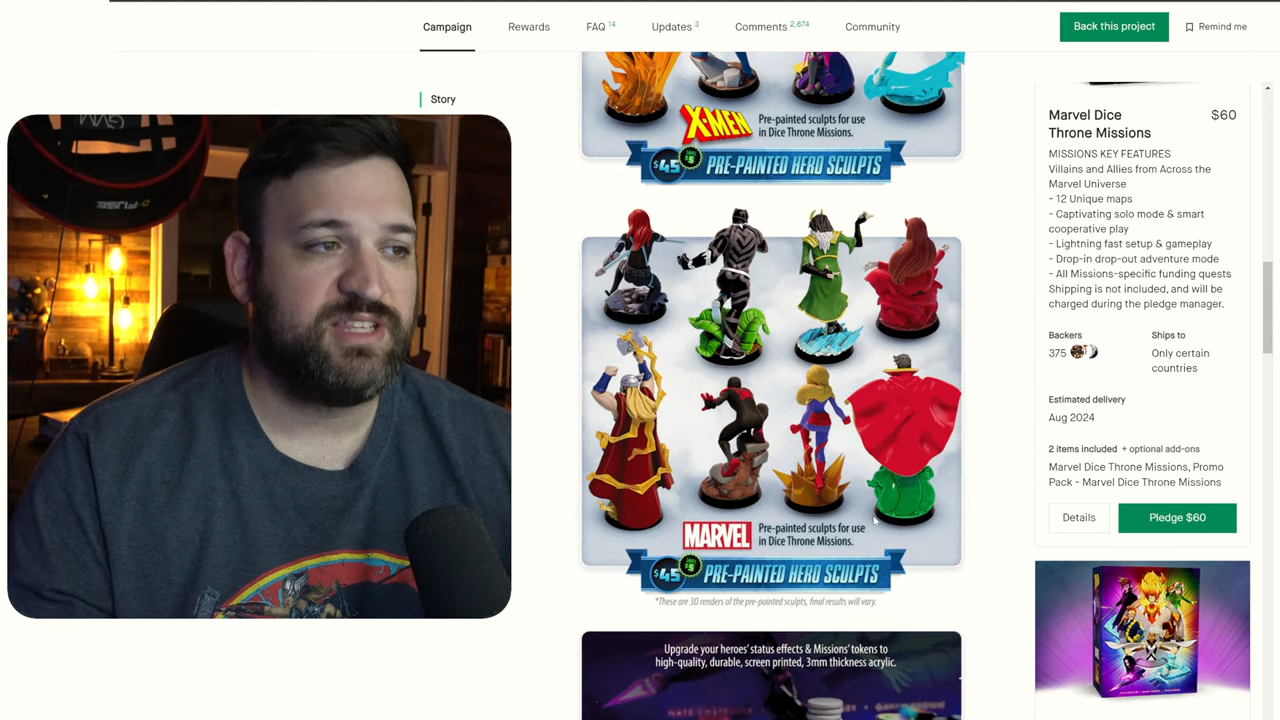 Campaign
Rewards
FAQ 14
Updates 3
Comments 2,674
Community
Back this project
Remind me
Story
X-MEN
Pre-painted sculpts for use
in Dice Throne Missions.
$45
PRE-PAINTED HERO SCULPTS
MARVEL
Pre-painted sculpts for use
in Dice Throne Missions.
$45
PRE-PAINTED HERO SCULPTS
*These are 3D renders of the pre-painted sculpts, final results will vary.
Upgrade your heroes' status effects & Missions' tokens to
high-quality, durable, screen printed, 3mm thickness acrylic.
Marvel Dice
Throne Missions
$60
MISSIONS KEY FEATURES
Villains and Allies from Across the
Marvel Universe
- 12 Unique maps
- Captivating solo mode & smart
cooperative play
- Lightning fast setup & gameplay
- Drop-in drop-out adventure mode
- All Missions-specific funding quests
Shipping is not included, and will be
charged during the pledge manager.
Backers
375
Ships to
Only certain
countries
Estimated delivery
Aug 2024
2 items included + optional add-ons
Marvel Dice Throne Missions, Promo
Pack - Marvel Dice Throne Missions
Details
Pledge $60